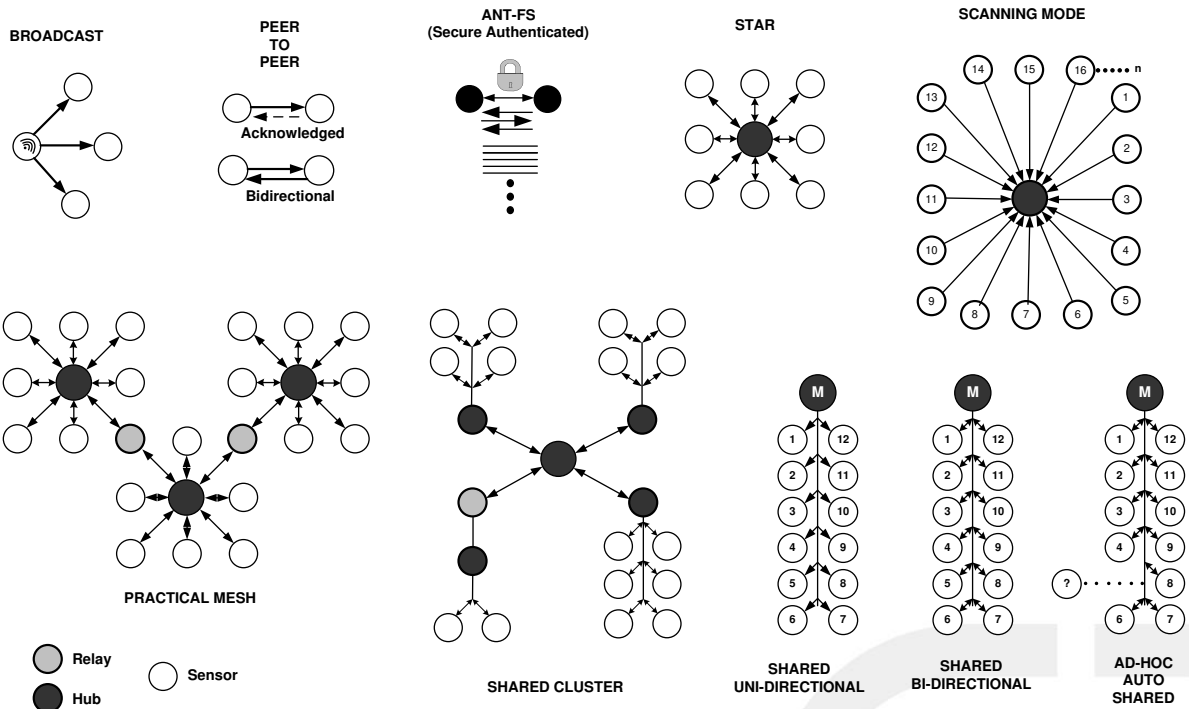 BROADCAST
PEER
TO
PEER
Acknowledged
Bidirectional
ANT-FS
(Secure Authenticated)
STAR
SCANNING MODE
14
15
16
n
13
1
12
2
11
3
10
4
9
5
8
7
6
PRACTICAL MESH
Relay
Hub
Sensor
SHARED CLUSTER
M
1
12
2
11
3
10
4
9
5
8
6
7
SHARED
UNI-DIRECTIONAL
M
1
12
2
11
3
10
4
9
5
8
6
7
SHARED
BI-DIRECTIONAL
M
1
12
2
11
3
10
4
9
?
8
6
7
AD-HOC
AUTO
SHARED